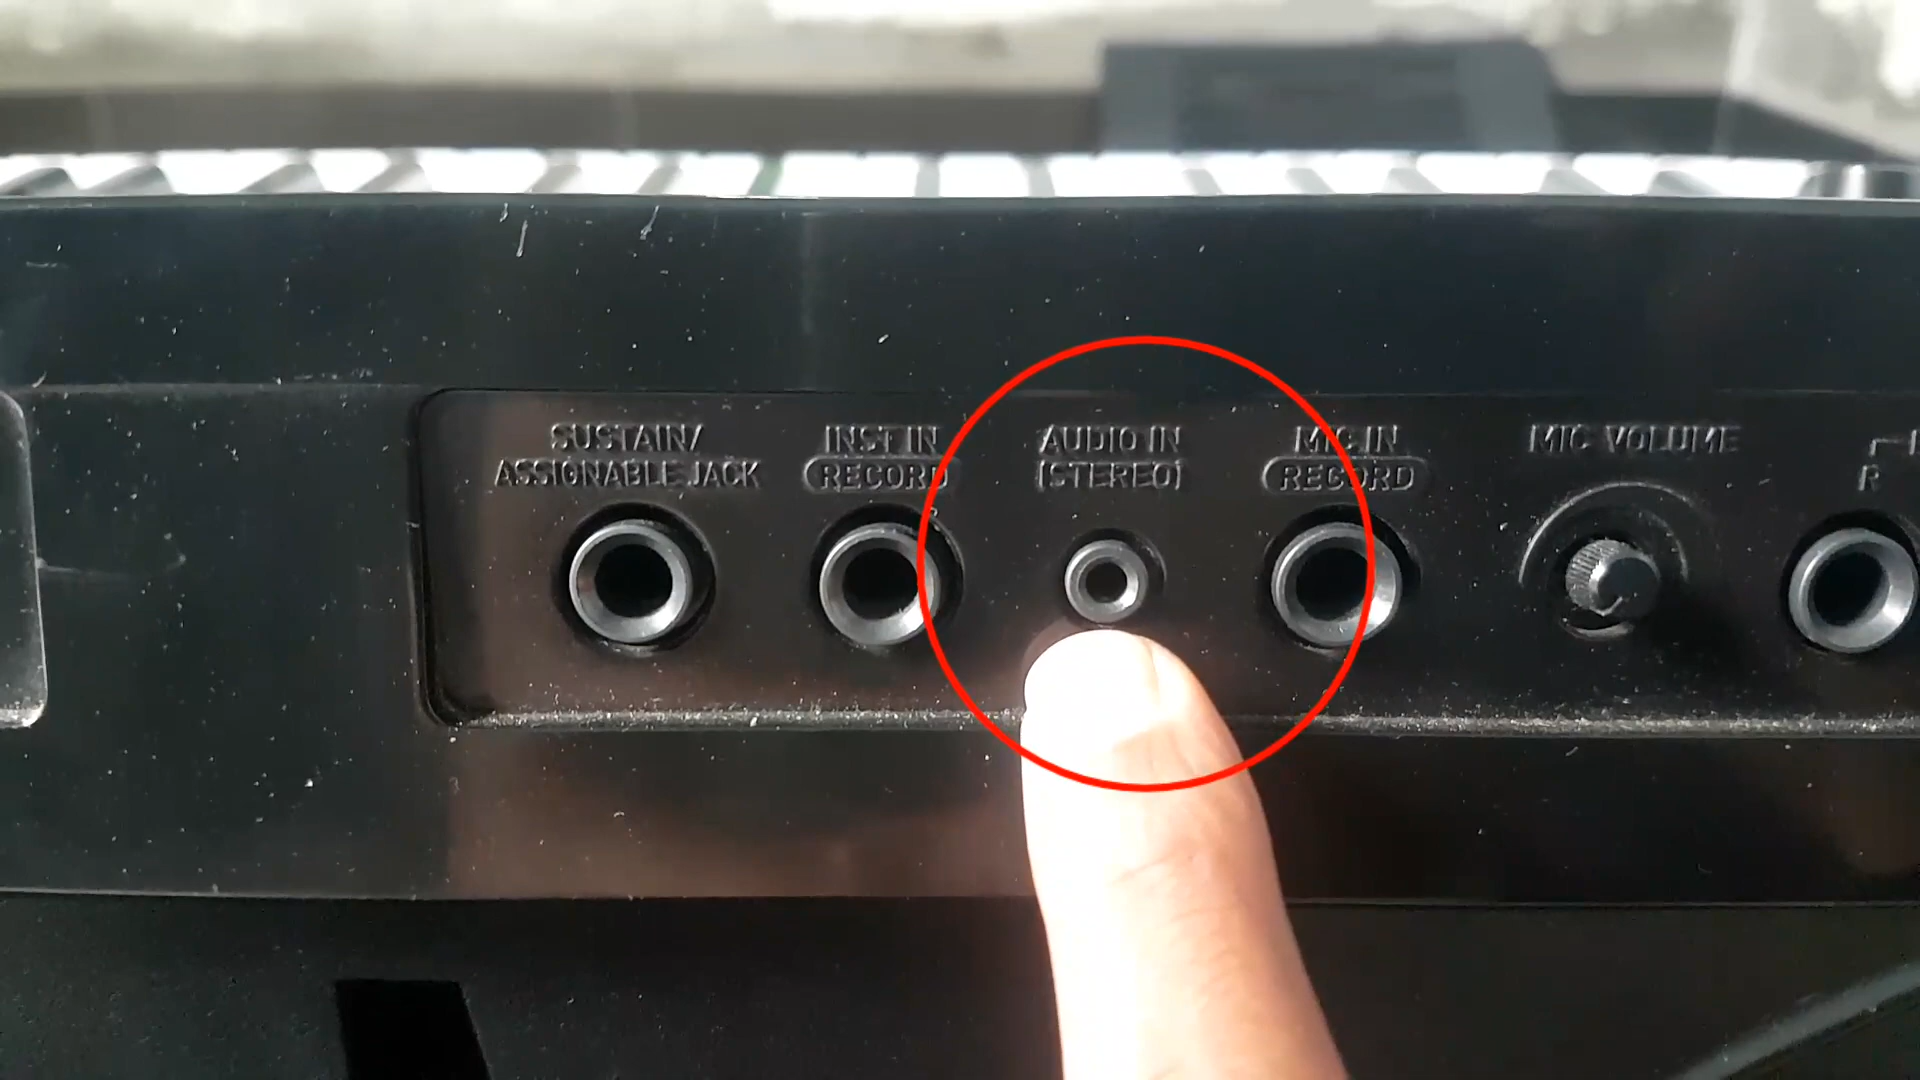 SUSTAIN/
ASSIGNABLE JACK
INST IN
RECORD
AUDIO IN
(STEREO)
MIC IN
RECORD
MIC VOLUME
R